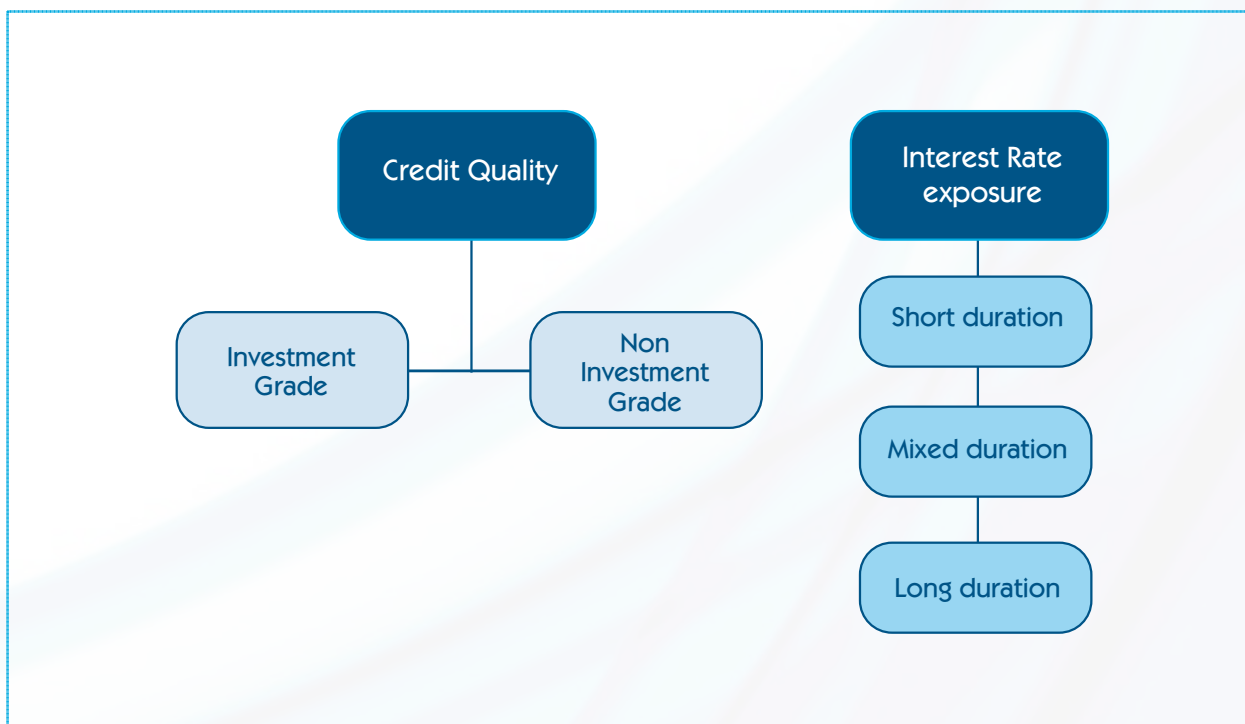 Credit Quality
Investment
Grade
Non
Investment
Grade
Interest Rate
exposure
Short duration
Mixed duration
Long duration